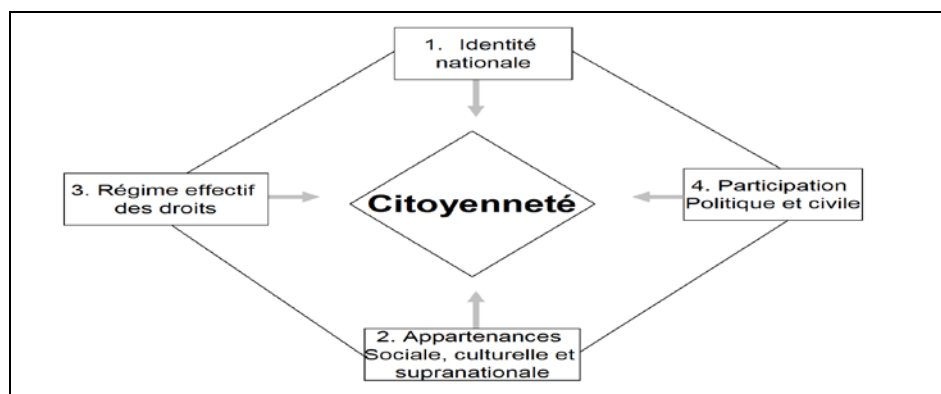 1. Identité
nationale
3. Régime effectif
des droits
Citoyenneté
4. Participation
Politique et civile
2. Appartenances
Sociale, culturelle et
supranationale